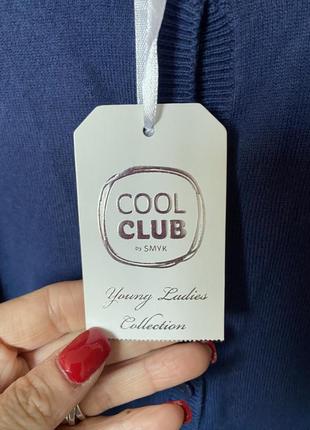 COOL
CLUB
by SMYK
Young Ladies
Collection